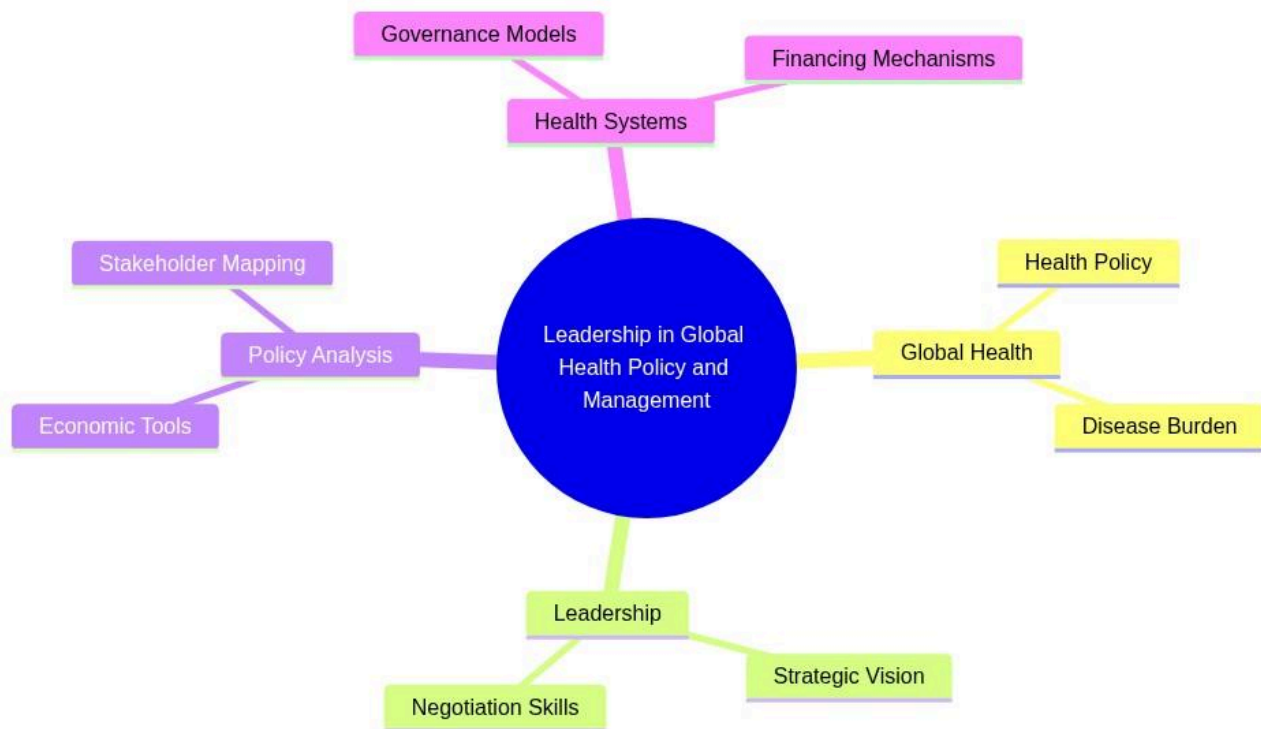 Governance Models
Financing Mechanisms
Health Systems
Stakeholder Mapping
Health Policy
Leadership in Global
Health Policy and
Management
Policy Analysis
Global Health
Economic Tools
Disease Burden
Leadership
Strategic Vision
Negotiation Skills